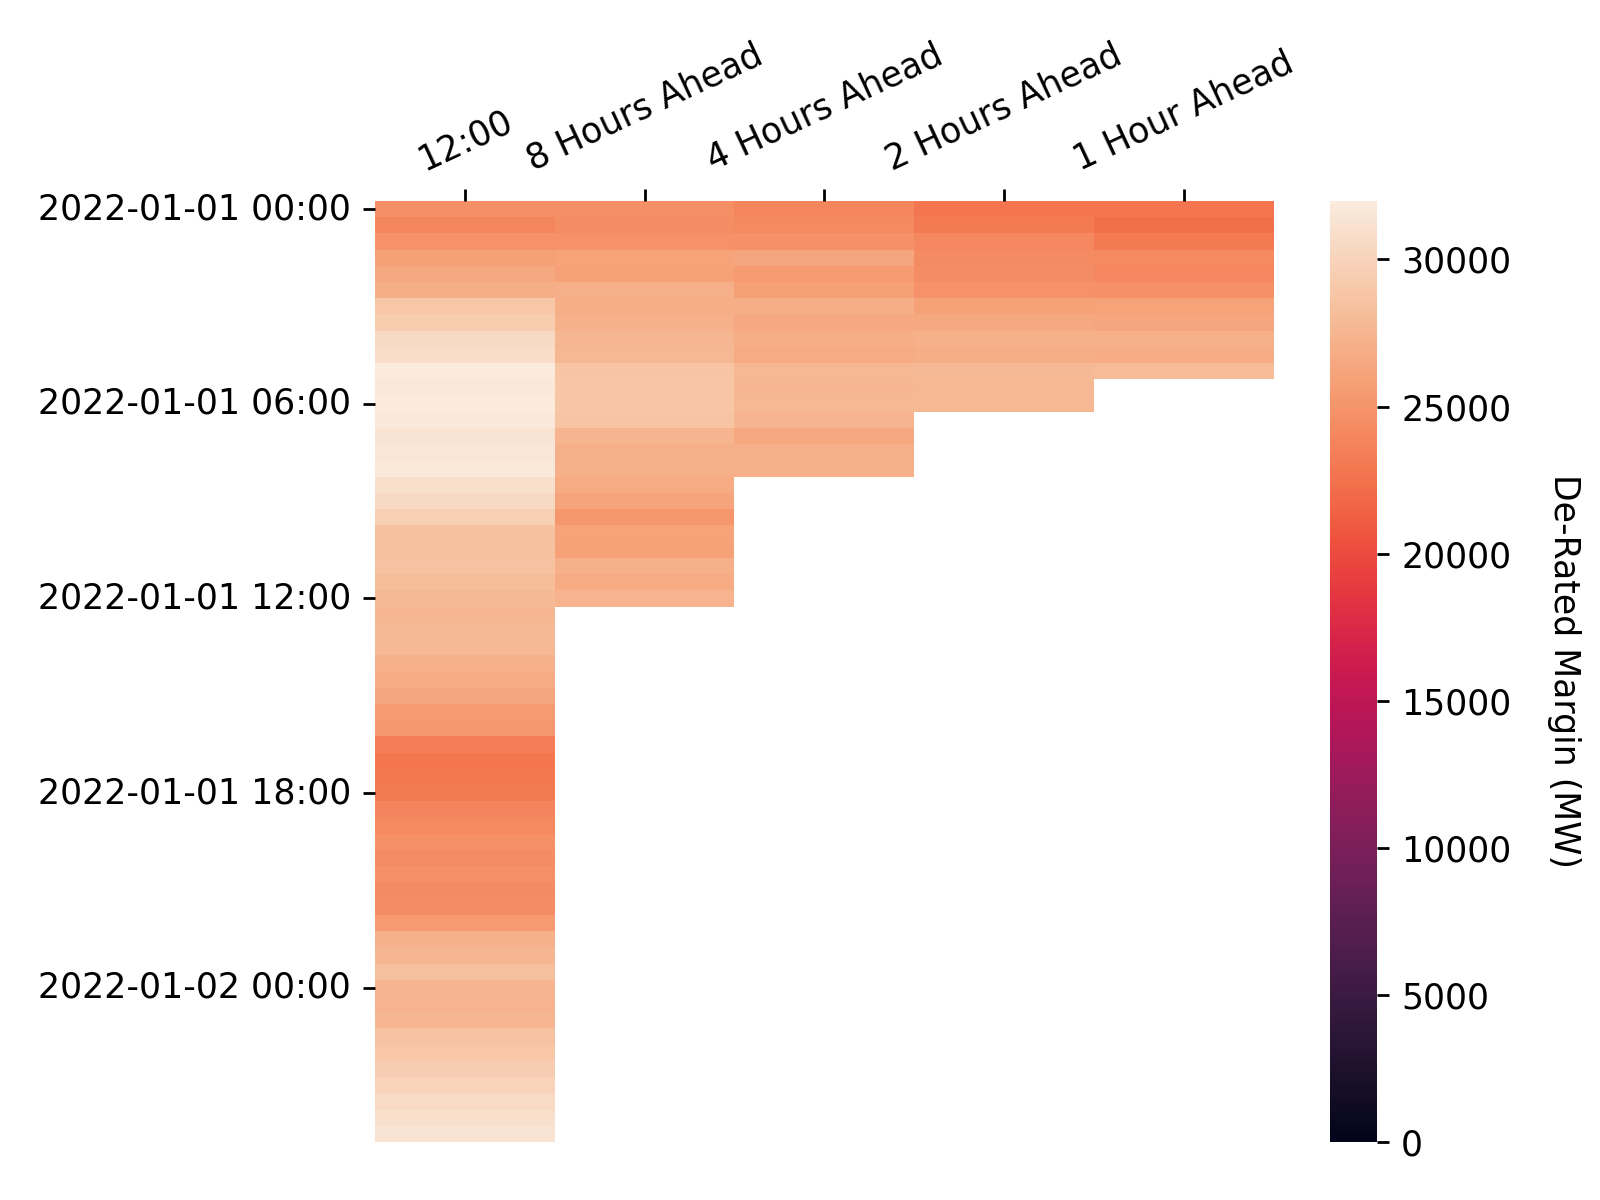 12:00
8 Hours Ahead
4 Hours Ahead
2 Hours Ahead
1 Hour Ahead
2022-01-01 00:00
2022-01-01 06:00
2022-01-01 12:00
2022-01-01 18:00
2022-01-02 00:00
30000
25000
20000
15000
10000
5000
0
De-Rated Margin (MW)